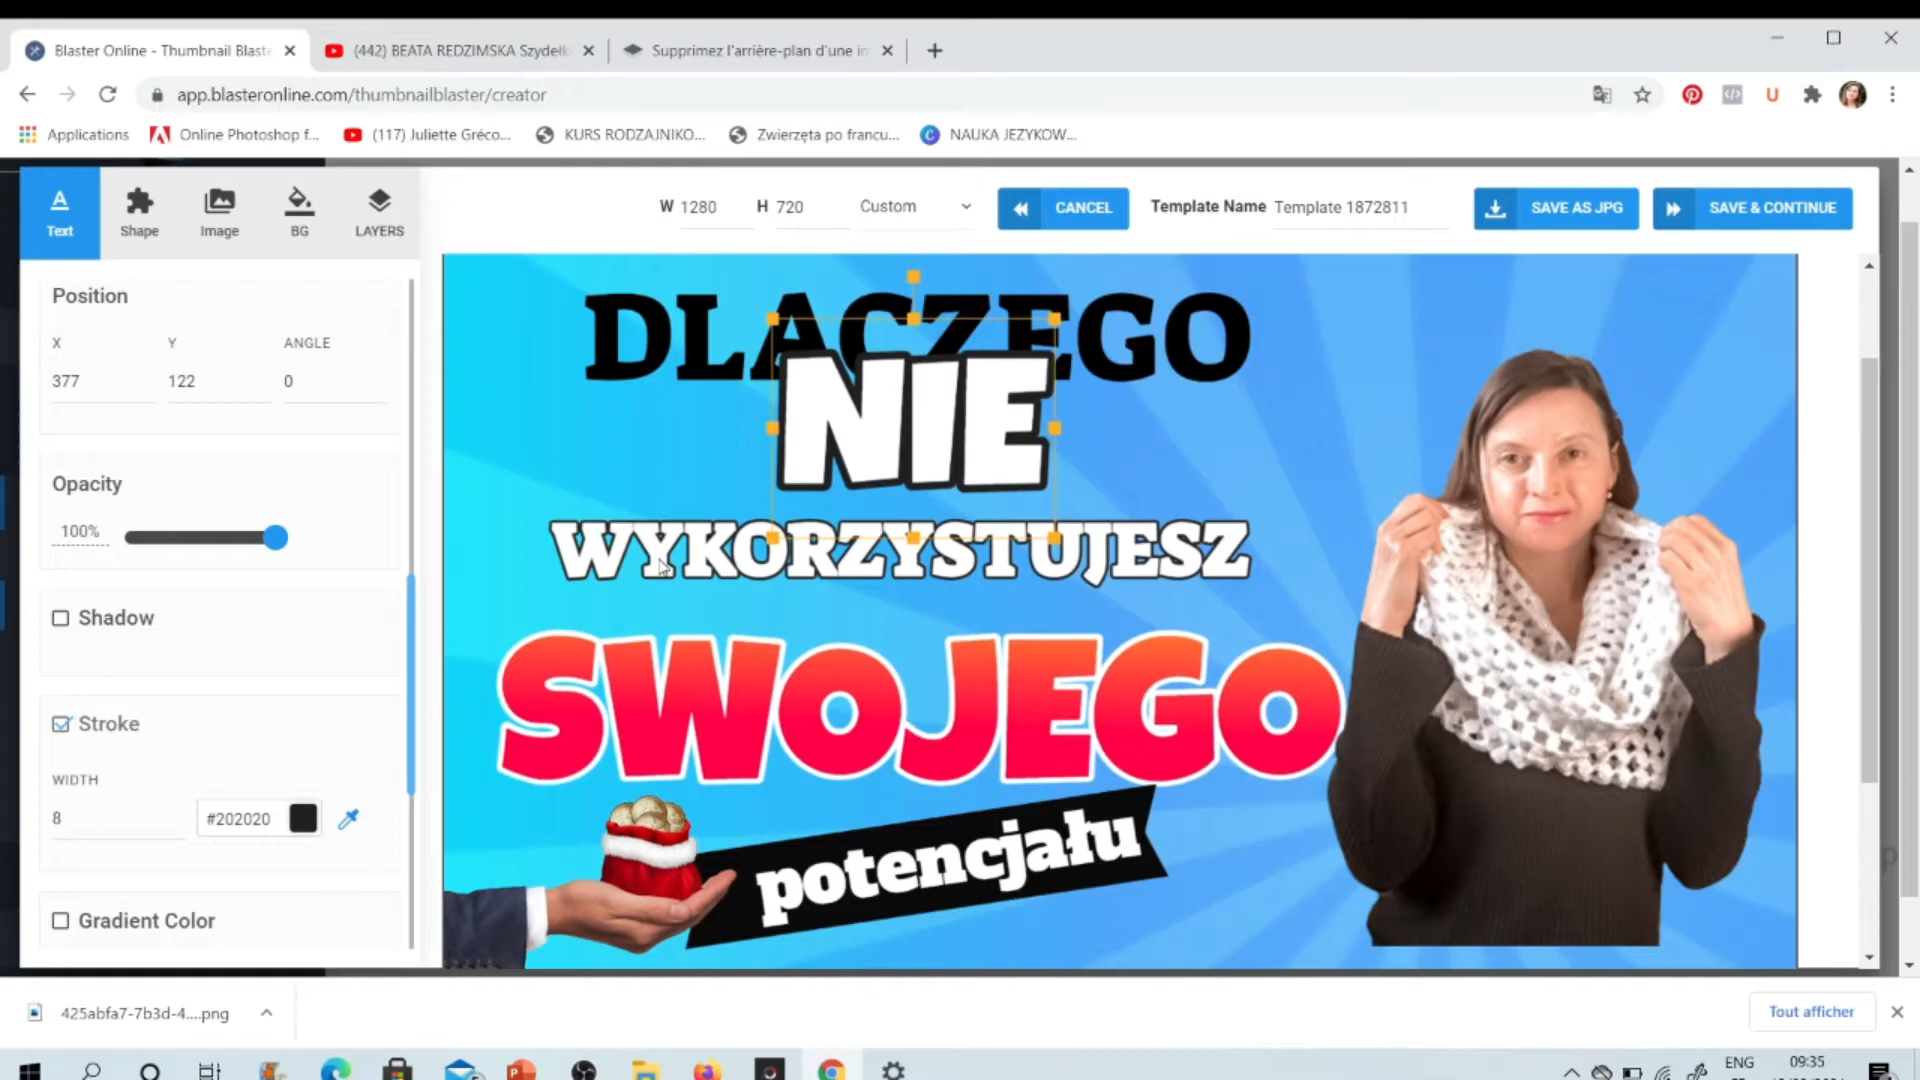 Blaster Online - Thumbnail Blaste
(442) BEATA REDZIMSKA Szydełk
Supprimez l'arrière-plan d'une im
app.blasteronline.com/thumbnailblaster/creator
Applications
Online Photoshop f...
(117) Juliette Gréco...
KURS RODZAJNIKO...
Zwierzęta po francu...
NAUKA JEZYKOW...
Text
Shape
Image
BG
LAYERS
W 1280
H 720
Custom
CANCEL
Template Name Template 1872811
SAVE AS JPG
SAVE & CONTINUE
Position
X
Y
ANGLE
377
122
0
Opacity
100%
Shadow
Stroke
WIDTH
8
#202020
Gradient Color
DLACZEGO
NIE
WYKORZYSTUJESZ
SWOJEGO
potencjału
425abfa7-7b3d-4....png
Tout afficher
ENG
09:35